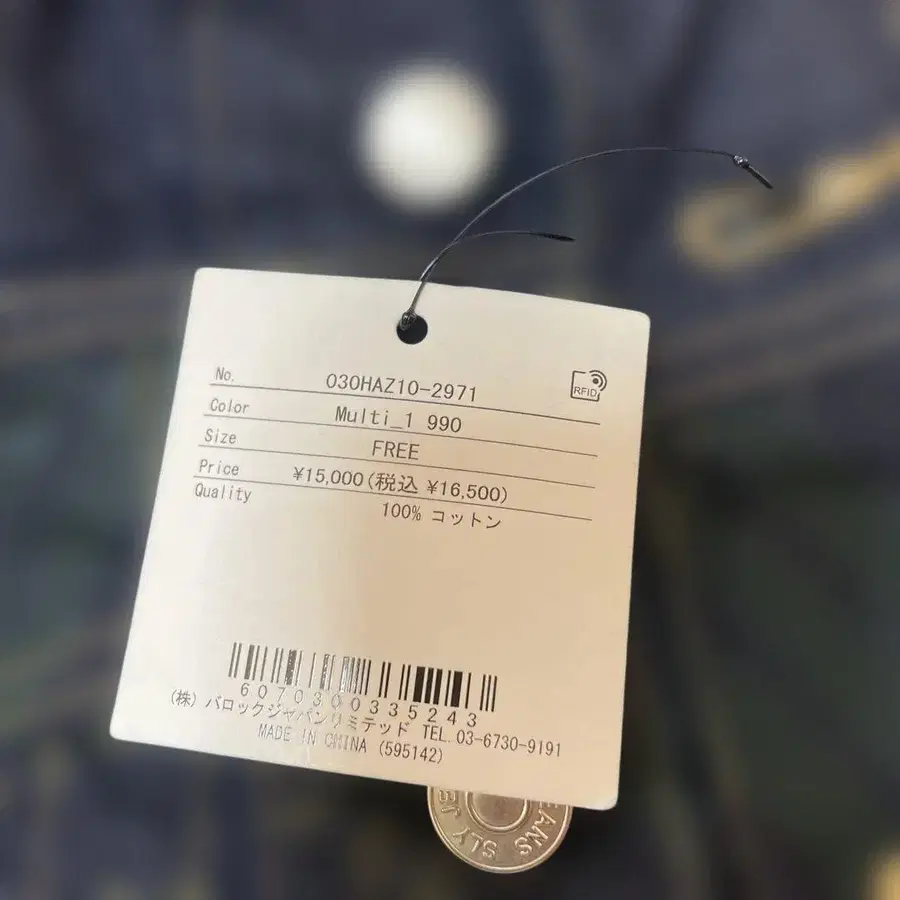 No. 030HAZ10-2971
RFID
Color Multi_1 990
Size FREE
Price ¥15,000(税込 ¥16,500)
Quality 100% コットン
6070300335243
(株) バロックジャパンリミテッド TEL. 03-6730-9191
MADE IN CHINA (595142)
JEANS SLY